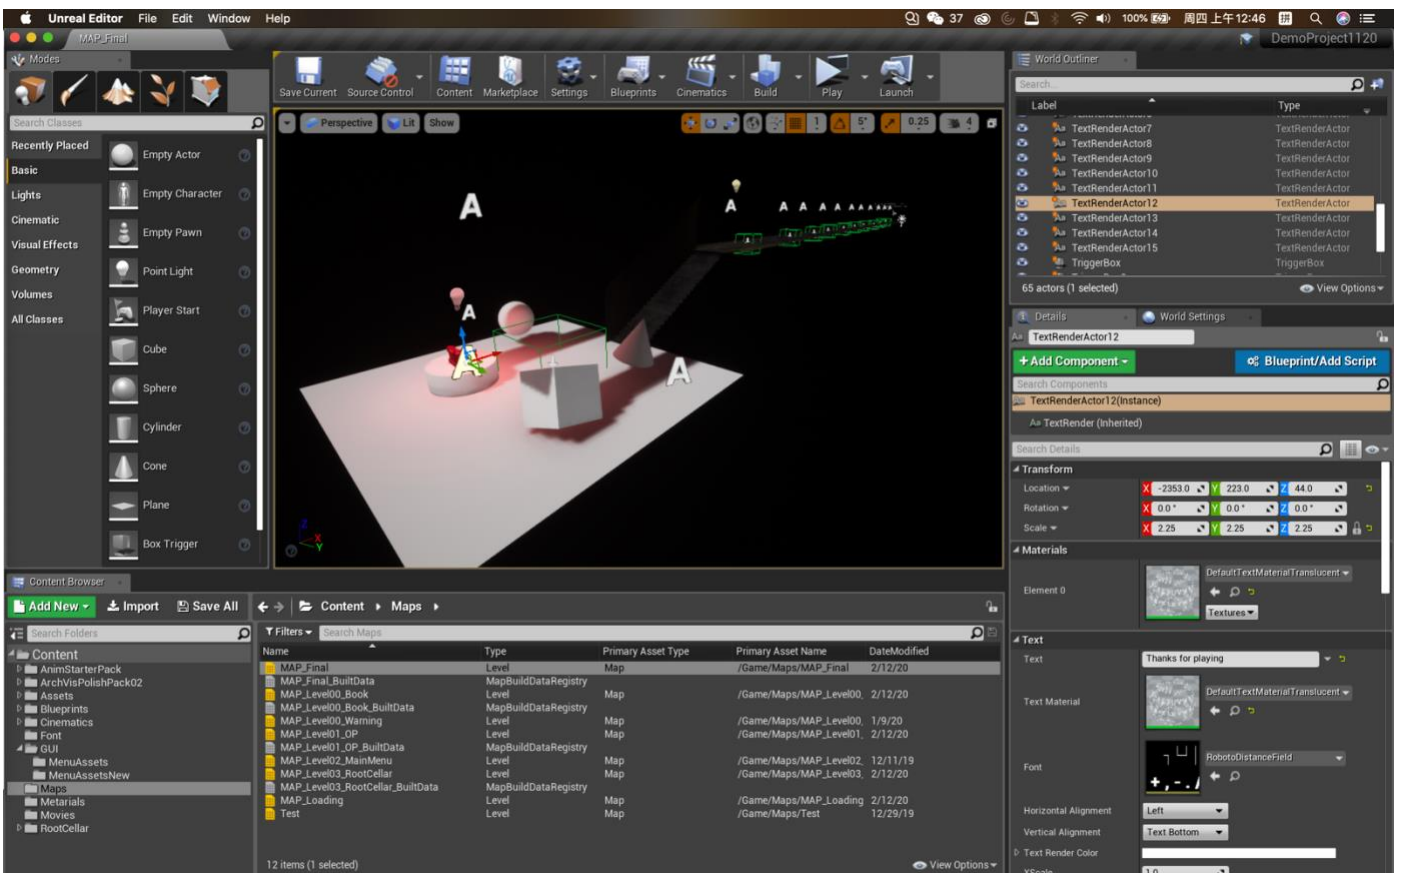 Unreal Editor File Edit Window Help
37 100% 周四上午12:46 拼
MAP_Final
DemoProject1120
Modes
Search Classes
Recently Placed
Basic
Lights
Cinematic
Visual Effects
Geometry
Volumes
All Classes
Empty Actor
Empty Character
Empty Pawn
Point Light
Player Start
Cube
Sphere
Cylinder
Cone
Plane
Box Trigger
Save Current Source Control Content Marketplace Settings Blueprints Cinematics Build Play Launch
Perspective Lit Show
1 5° 0.25 4
A
A
A
A
A
A A A A A
Z
X
Y
World Outliner
Search...
Label Type
TextRenderActor7 TextRenderActor
TextRenderActor8 TextRenderActor
TextRenderActor9 TextRenderActor
TextRenderActor10 TextRenderActor
TextRenderActor11 TextRenderActor
TextRenderActor12 TextRenderActor
TextRenderActor13 TextRenderActor
TextRenderActor14 TextRenderActor
TextRenderActor15 TextRenderActor
TriggerBox TriggerBox
65 actors (1 selected) View Options
Details World Settings
TextRenderActor12
+Add Component Blueprint/Add Script
Search Components
TextRenderActor12(Instance)
Aa TextRender (Inherited)
Search Details
Transform
Location X -2353.0 Y 223.0 Z 44.0
Rotation X 0.0° Y 0.0° Z 0.0°
Scale X 2.25 Y 2.25 Z 2.25
Materials
Element 0
DefaultTextMaterialTranslucent
Textures
Text
Text Thanks for playing
Text Material
DefaultTextMaterialTranslucent
Font
RobotoDistanceField
+,-./
Horizontal Alignment Left
Vertical Alignment Text Bottom
Text Render Color
XScale 1.0
Content Browser
Add New Import Save All Content Maps
Search Folders
Content
AnimStarterPack
ArchVisPolishPack02
Assets
Blueprints
Cinematics
Font
GUI
MenuAssets
MenuAssetsNew
Maps
Metarials
Movies
RootCellar
Filters Search Maps
Name Type Primary Asset Type Primary Asset Name DateModified
MAP_Final Level Map /Game/Maps/MAP_Final 2/12/20
MAP_Final_BuiltData MapBuildDataRegistry
MAP_Level00_Book Level Map /Game/Maps/MAP_Level00_ 2/12/20
MAP_Level00_Book_BuiltData MapBuildDataRegistry
MAP_Level00_Warning Level Map /Game/Maps/MAP_Level00_ 1/9/20
MAP_Level01_OP Level Map /Game/Maps/MAP_Level01_ 2/12/20
MAP_Level01_OP_BuiltData MapBuildDataRegistry
MAP_Level02_MainMenu Level Map /Game/Maps/MAP_Level02_ 12/11/19
MAP_Level03_RootCellar Level Map /Game/Maps/MAP_Level03_ 2/12/20
MAP_Level03_RootCellar_BuiltData MapBuildDataRegistry
MAP_Loading Level Map /Game/Maps/MAP_Loading 2/12/20
Test Level Map /Game/Maps/Test 12/29/19
12 items (1 selected) View Options